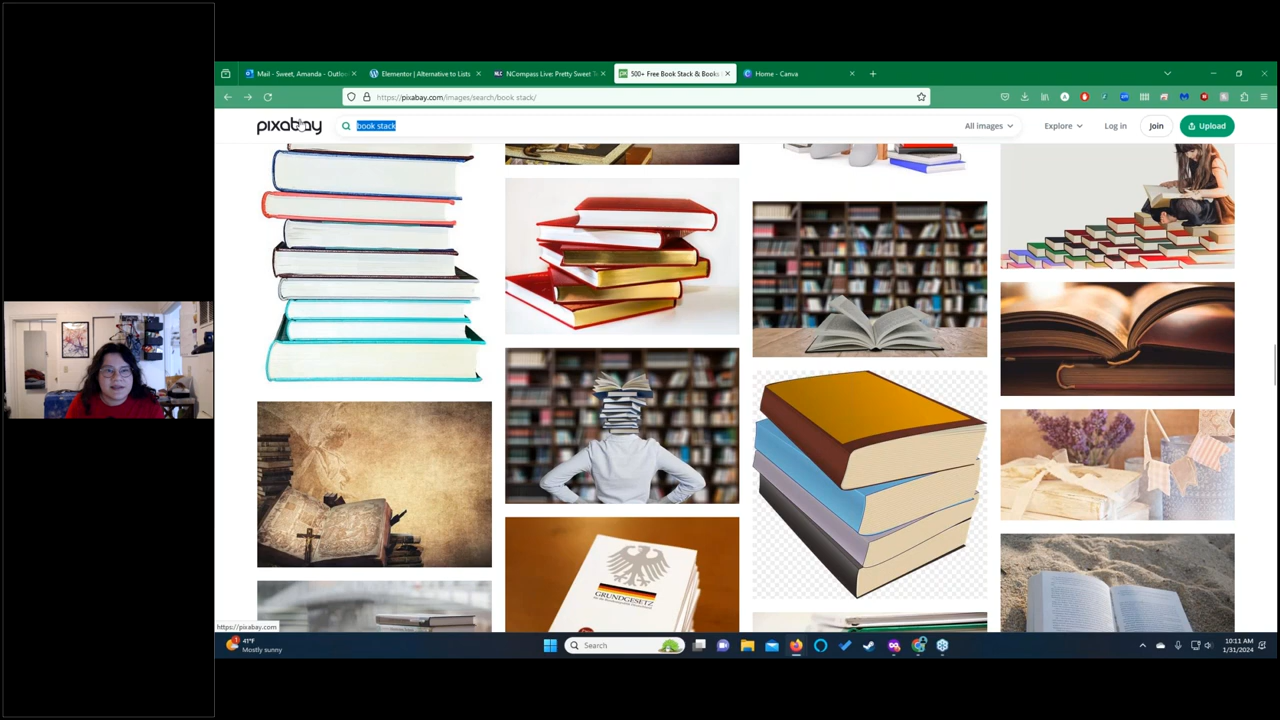 Mail - Sweet, Amanda - Outlo
Elementor | Alternative to Lists
NCompass Live: Pretty Sweet T
500+ Free Book Stack & Books
Home - Canva
https://pixabay.com/images/search/book stack/
pixabay
book stack
All images
Explore
Log in
Join
Upload
GRUNDGESETZ
https://pixabay.com
41°F
Mostly sunny
Search
10:11 AM
1/31/2024